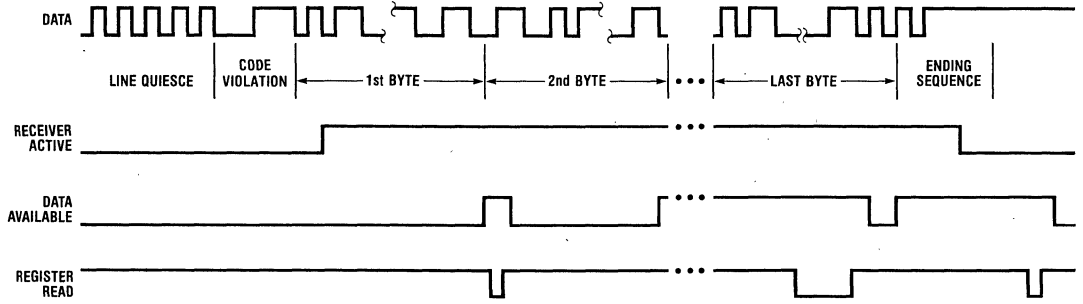 DATA
LINE QUIESCE
CODE
VIOLATION
1st BYTE
2nd BYTE
•••
LAST BYTE
ENDING
SEQUENCE
RECEIVER
ACTIVE
•••
DATA
AVAILABLE
•••
REGISTER
READ
•••